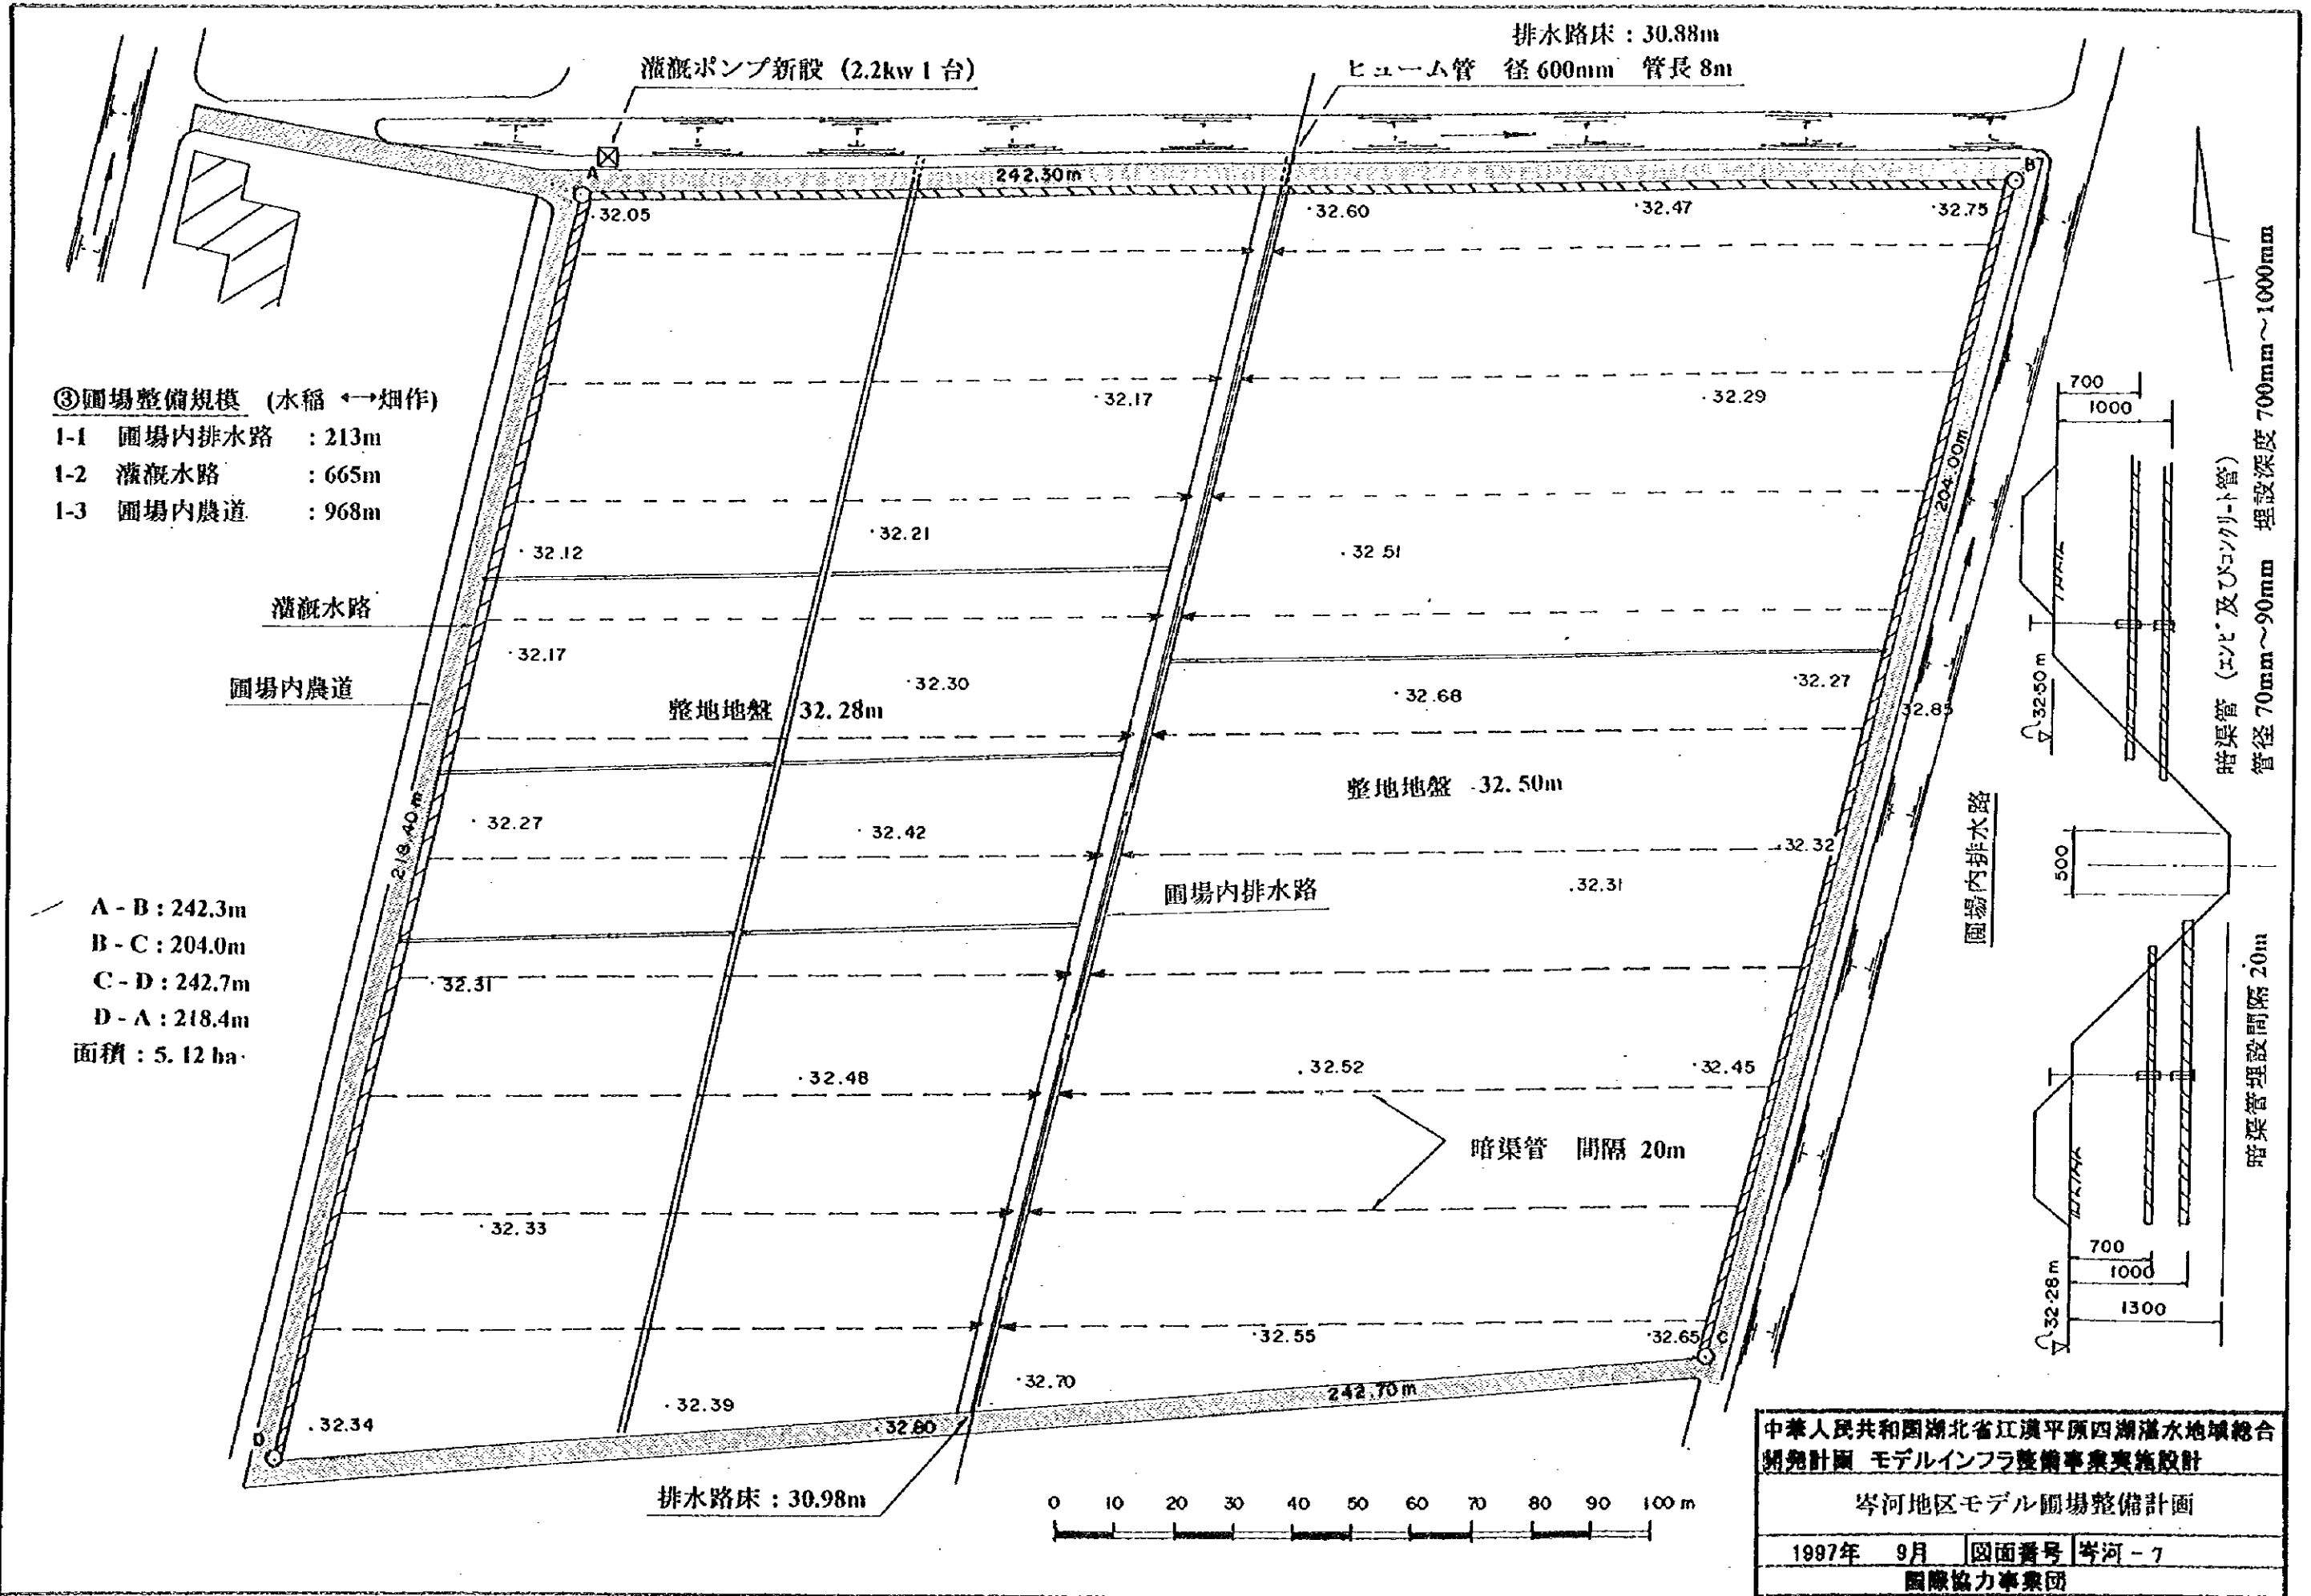 排水路床 : 30.88m
灌漑ポンプ新設 (2.2kw 1 台)
ヒューム管 径 600mm 管長 8m
A
242.30m
B
32.05
32.60
32.47
32.75
③圃場整備規模 (水稲 ←→畑作)
1-1 圃場内排水路 : 213m
1-2 灌漑水路 : 665m
1-3 圃場内農道 : 968m
32.17
32.29
204.00m
32.12
32.21
32.51
灌漑水路
32.17
32.30
32.68
32.27
圃場内農道
整地地盤 32.28m
32.85
整地地盤 32.50m
218.40m
32.27
32.42
32.32
32.31
圃場内排水路
A - B : 242.3m
B - C : 204.0m
C - D : 242.7m
D - A : 218.4m
面積 : 5.12 ha
32.31
32.48
32.52
32.45
暗渠管 間隔 20m
32.33
32.55
32.65
C
32.70
242.70m
D
32.34
32.39
32.80
排水路床 : 30.98m
0 10 20 30 40 50 60 70 80 90 100 m
700
1000
32.50m
500
圃場内排水路
700
1000
1300
32.28m
暗渠管 (エンビ 及びコンクリート管)
管径 70mm～90mm 埋設深度 700mm～1000mm
暗渠管埋設間隔 20m
中華人民共和国湖北省江漢平原四湖湛水地域総合
開発計画 モデルインフラ整備事業実施設計
岑河地区モデル圃場整備計画
1997年 9月 図面番号 岑河 - 7
国際協力事業団